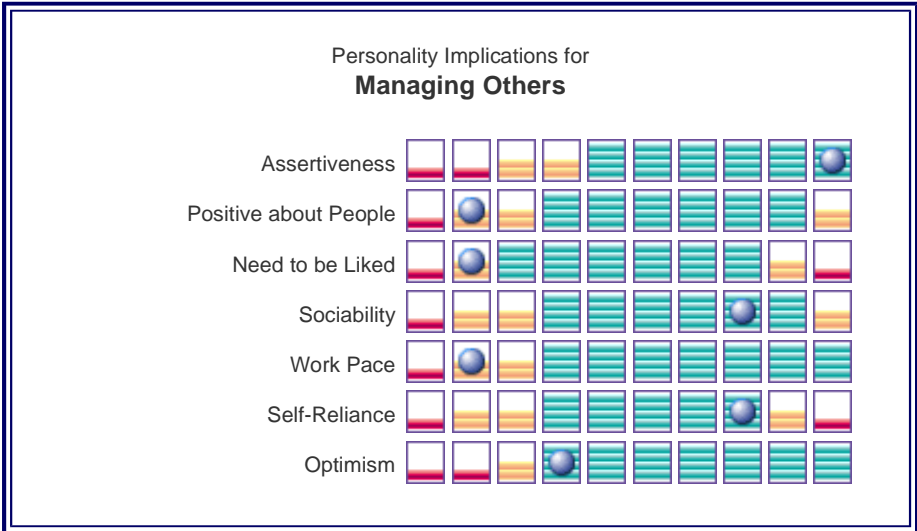 Personality Implications for
Managing Others
Assertiveness
Positive about People
Need to be Liked
Sociability
Work Pace
Self-Reliance
Optimism